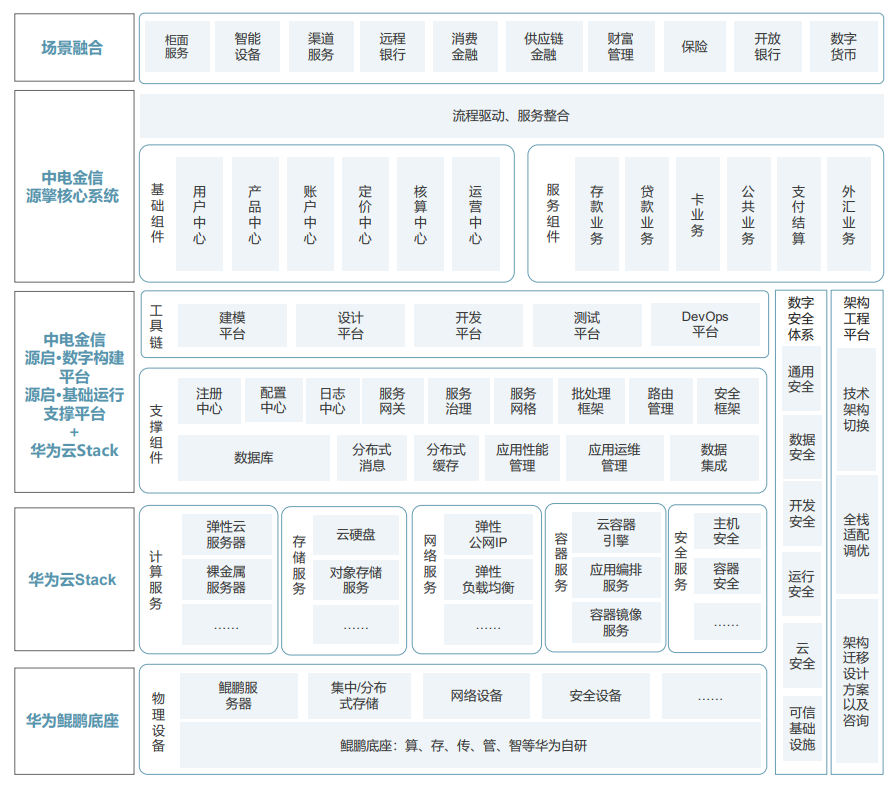 场景融合
柜面
服务
智能
设备
渠道
服务
远程
银行
消费
金融
供应链
金融
财富
管理
保险
开放
银行
数字
货币
中电金信
源擎核心系统
流程驱动、服务整合
基础组件
用户中心
产品中心
账户中心
定价中心
核算中心
运营中心
服务组件
存款业务
贷款业务
卡业务
公共业务
支付结算
外汇业务
中电金信
源启•数字构建
平台
源启•基础运行
支撑平台
+
华为云Stack
工具链
建模
平台
设计
平台
开发
平台
测试
平台
DevOps
平台
支撑组件
注册
中心
配置
中心
日志
中心
服务
网关
服务
治理
服务
网格
批处理
框架
路由
管理
安全
框架
数据库
分布式
消息
分布式
缓存
应用性能
管理
应用运维
管理
数据
集成
华为云Stack
计算服务
弹性云
服务器
裸金属
服务器
……
存储服务
云硬盘
对象存储
服务
……
网络服务
弹性
公网IP
弹性
负载均衡
……
容器服务
云容器
引擎
应用编排
服务
容器镜像
服务
安全服务
主机
安全
容器
安全
……
华为鲲鹏底座
物理设备
鲲鹏服
务器
集中/分布
式存储
网络设备
安全设备
……
鲲鹏底座：算、存、传、管、智等华为自研
数字
安全
体系
通用
安全
数据
安全
开发
安全
运行
安全
云
安全
可信
基础
设施
架构
工程
平台
技术
架构
切换
全栈
适配
调优
架构
迁移
设计
方案
以及
咨询